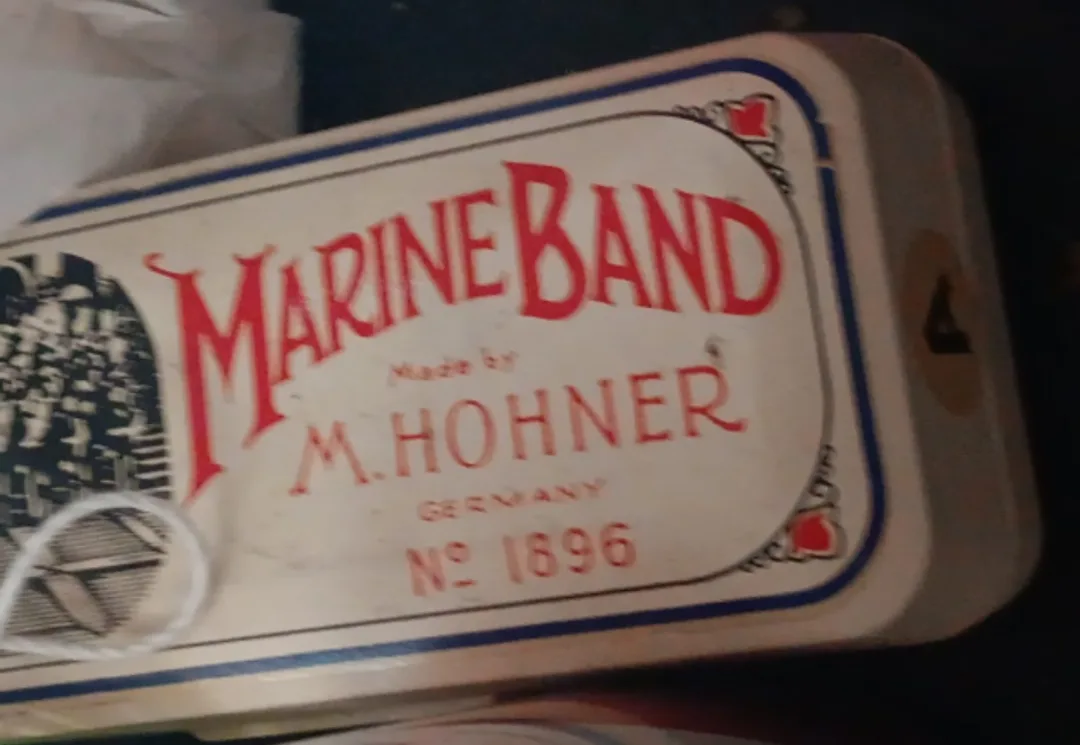 MARINE BAND
Made by
M. HOHNER
GERMANY
Nº 1896
A